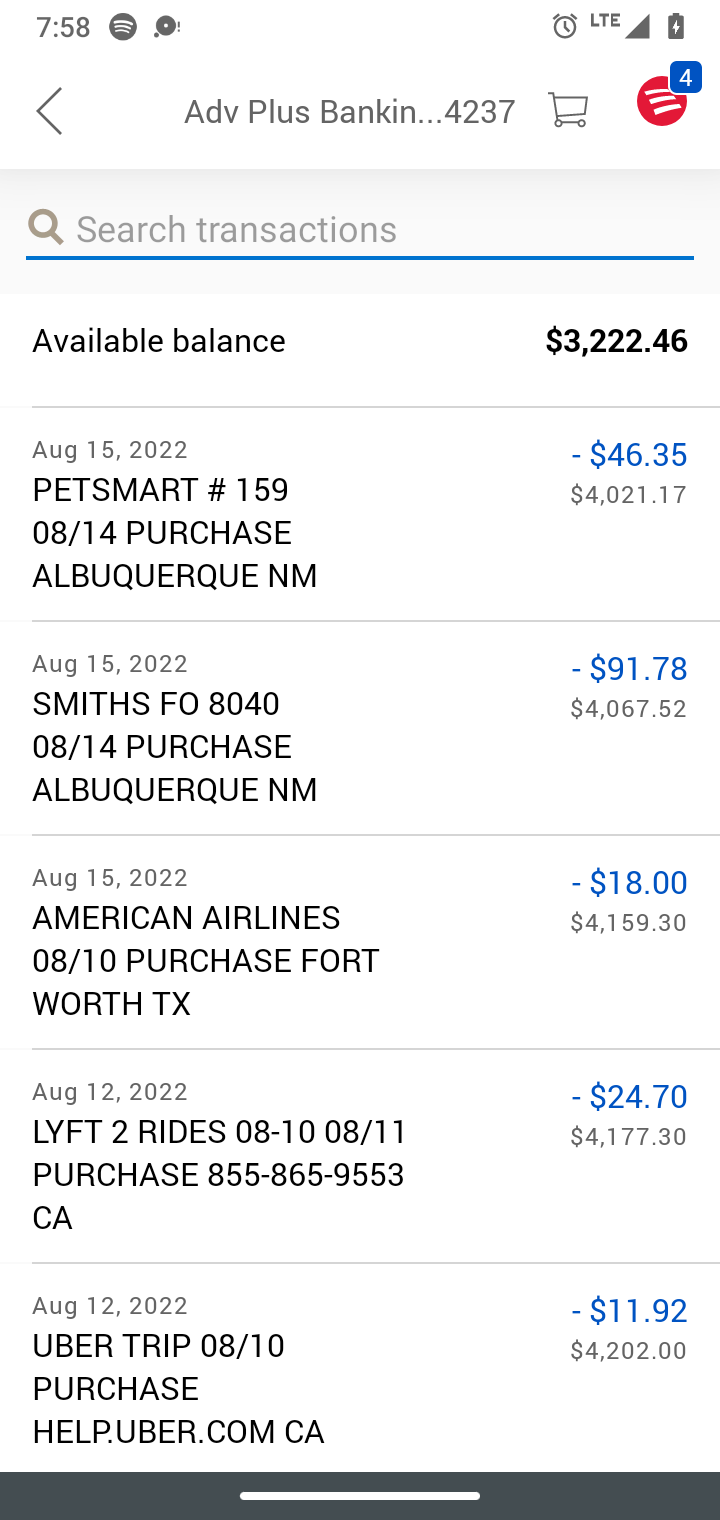 7:58
LTE
Adv Plus Bankin...4237
4
Search transactions
Available balance $3,222.46
Aug 15, 2022 - $46.35
PETSMART # 159 $4,021.17
08/14 PURCHASE
ALBUQUERQUE NM
Aug 15, 2022 - $91.78
SMITHS FO 8040 $4,067.52
08/14 PURCHASE
ALBUQUERQUE NM
Aug 15, 2022 - $18.00
AMERICAN AIRLINES $4,159.30
08/10 PURCHASE FORT
WORTH TX
Aug 12, 2022 - $24.70
LYFT 2 RIDES 08-10 08/11 $4,177.30
PURCHASE 855-865-9553
CA
Aug 12, 2022 - $11.92
UBER TRIP 08/10 $4,202.00
PURCHASE
HELP.UBER.COM CA